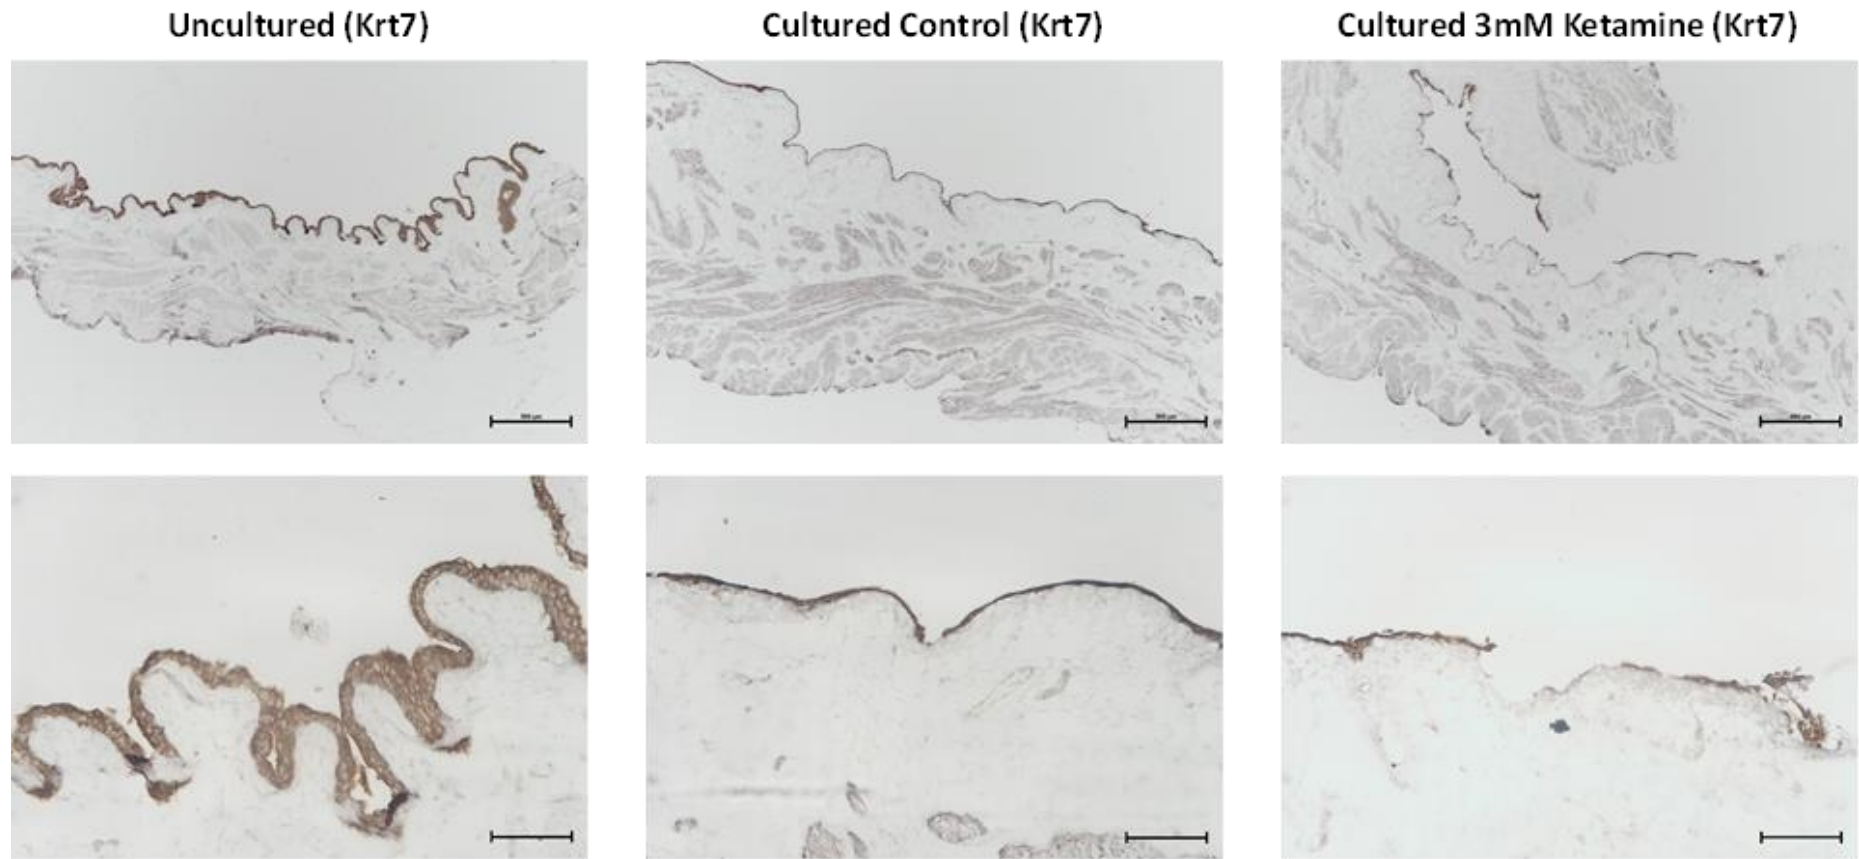 Uncultured (Krt7)
Cultured Control (Krt7)
Cultured 3mM Ketamine (Krt7)